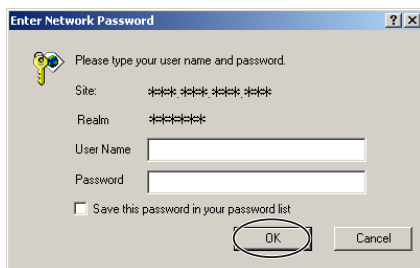 Enter Network Password
Please type your user name and password.
Site: ***.***.***.***
Realm ******
User Name
Password
Save this password in your password list
OK Cancel